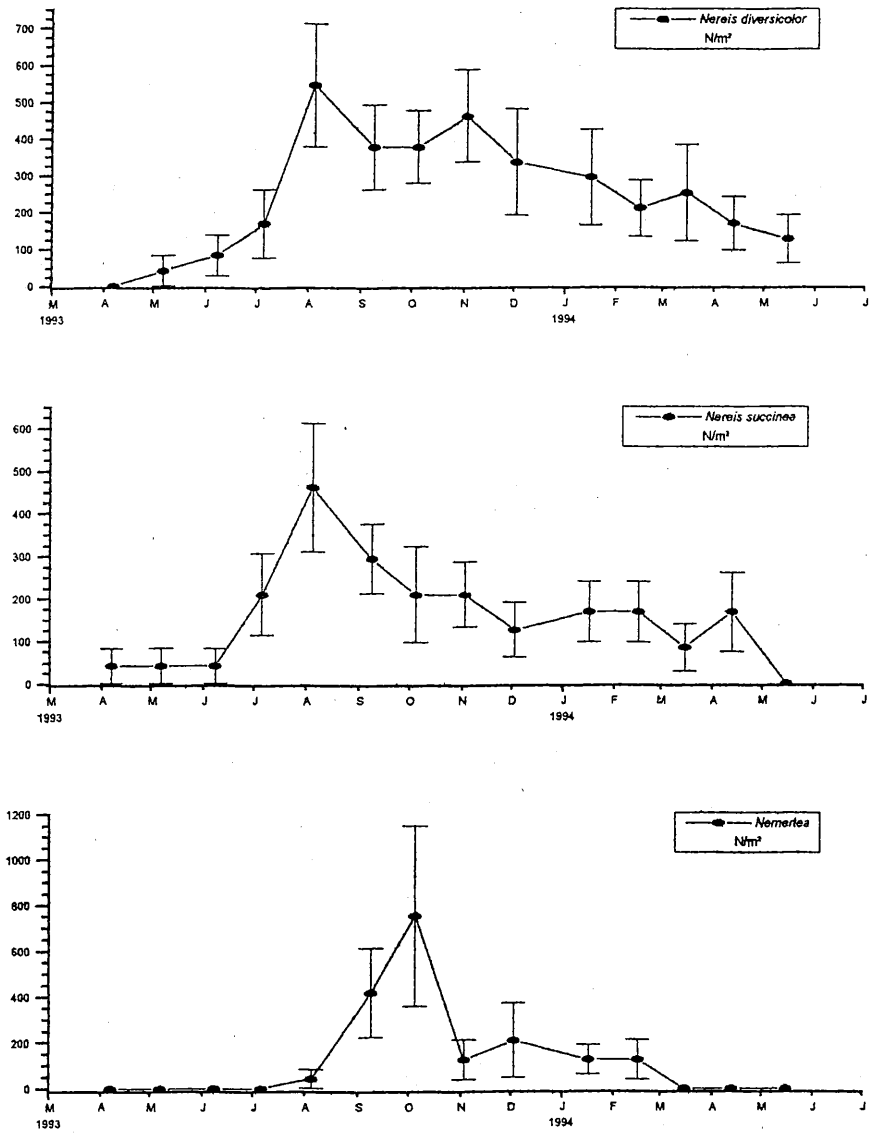 700
600
500
400
300
200
100
0
Nereis diversicolor
N/m²
M A M J J A S O N D J F M A M J J
1993 1994
600
500
400
300
200
100
0
Nereis succinea
N/m²
M A M J J A S O N D J F M A M J J
1993 1994
1200
1000
800
600
400
200
0
Nemertea
N/m²
M A M J J A S O N D J F M A M J J
1993 1994